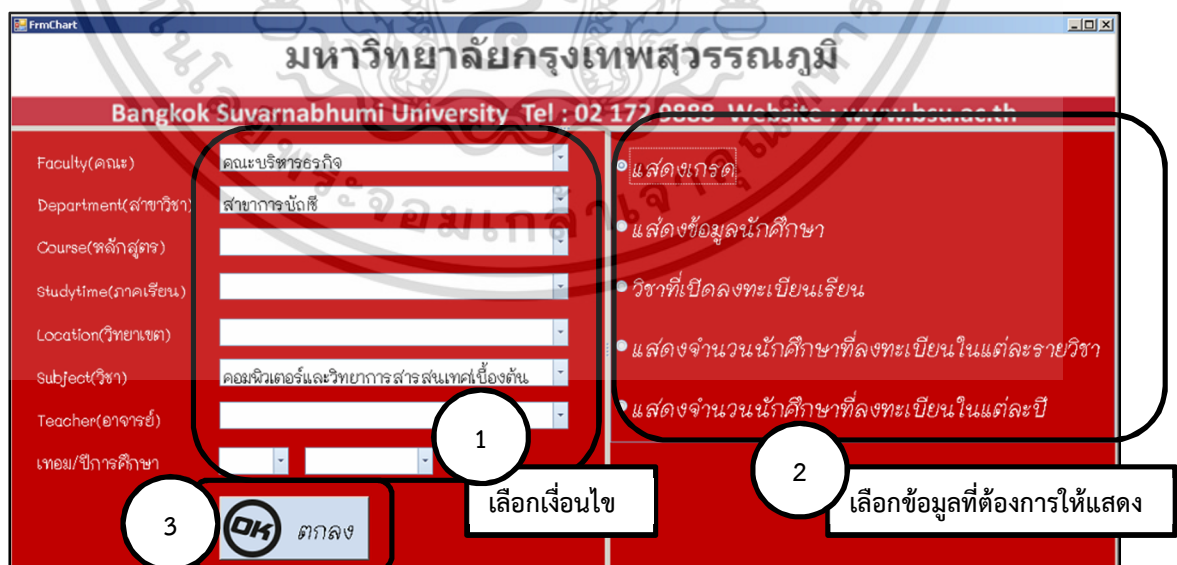 FrmChart
มหาวิทยาลัยกรุงเทพสุวรรณภูมิ
Bangkok Suvarnabhumi University Tel : 02 172 9888 Website : www.bsu.ac.th
Faculty(คณะ) คณะบริหารธุรกิจ
Department(สาขาวิชา) สาขาการบัญชี
Course(หลักสูตร)
Studytime(ภาคเรียน)
Location(วิทยาเขต)
Subject(วิชา) คอมพิวเตอร์และวิทยาการสารสนเทศเบื้องต้น
Teacher(อาจารย์)
เทอม/ปีการศึกษา
แสดงเกรด
แสดงข้อมูลนักศึกษา
วิชาที่เปิดลงทะเบียนเรียน
แสดงจำนวนนักศึกษาที่ลงทะเบียนในแต่ละรายวิชา
แสดงจำนวนนักศึกษาที่ลงทะเบียนในแต่ละปี
1
เลือกเงื่อนไข
2
เลือกข้อมูลที่ต้องการให้แสดง
3
OK ตกลง